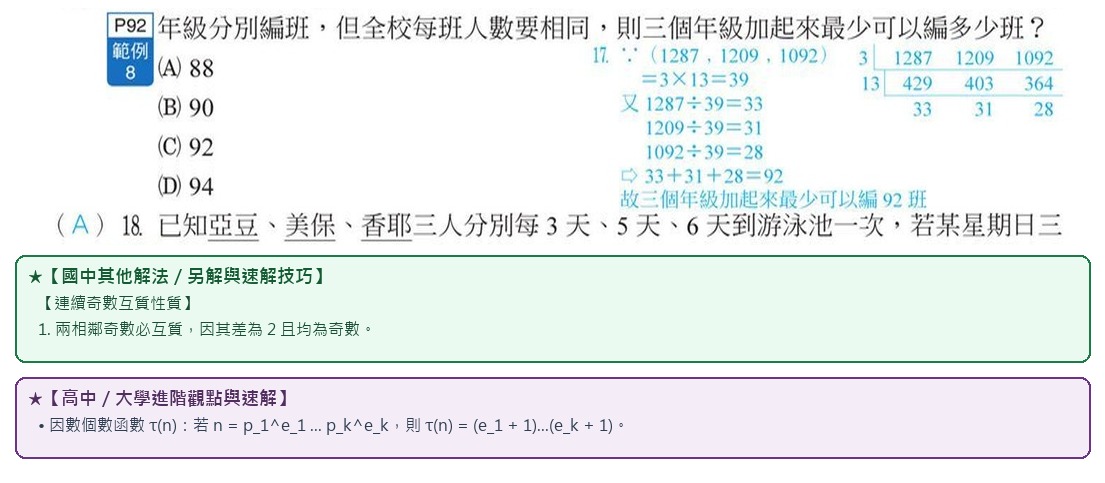 P92
範例
8
年級分別編班，但全校每班人數要相同，則三個年級加起來最少可以編多少班？
(A) 88
(B) 90
(C) 92
(D) 94
17. ∵（1287，1209，1092）
＝3×13＝39
又 1287÷39＝33
1209÷39＝31
1092÷39＝28
⇨ 33＋31＋28＝92
故三個年級加起來最少可以編 92 班
3 1287 1209 1092
13 429 403 364
33 31 28
（A）18. 已知亞豆、美保、香耶三人分別每 3 天、5 天、6 天到游泳池一次，若某星期日三
★【國中其他解法 / 另解與速解技巧】
【連續奇數互質性質】
1. 兩相鄰奇數必互質，因其差為 2 且均為奇數。
★【高中 / 大學進階觀點與速解】
• 因數個數函數 τ(n)：若 n = p_1^e_1 ... p_k^e_k，則 τ(n) = (e_1 + 1)...(e_k + 1)。